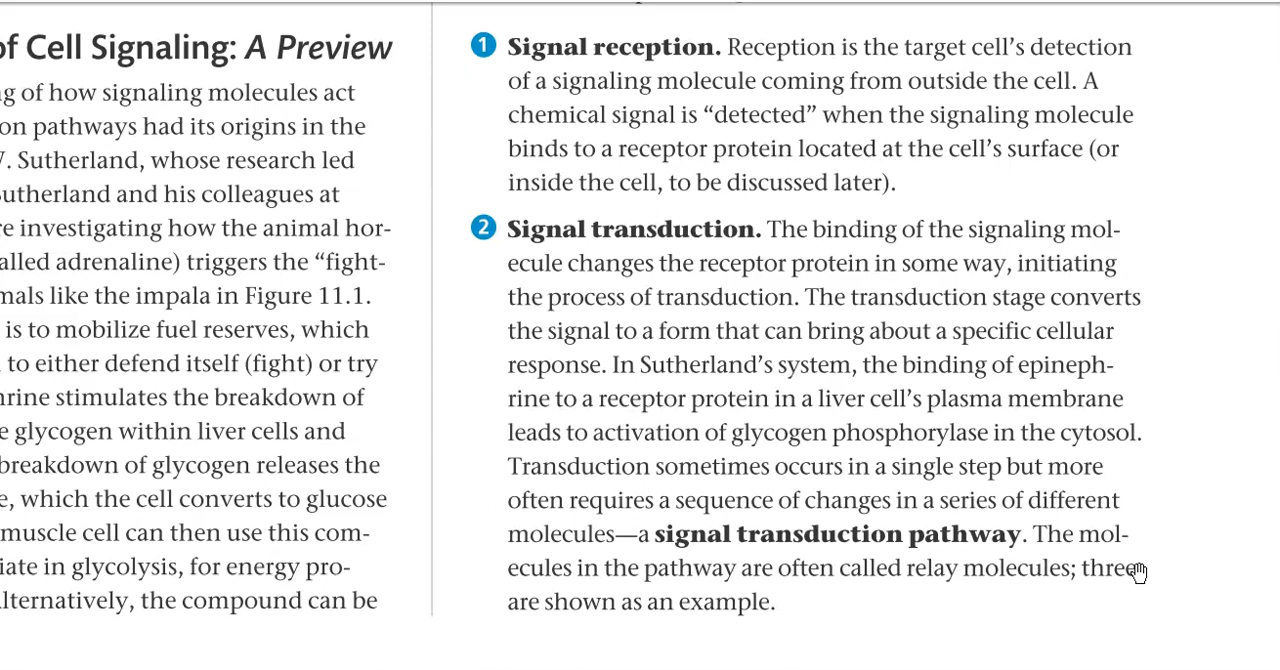 of Cell Signaling: A Preview
of how signaling molecules act
pathways had its origins in the
Sutherland, whose research led
Sutherland and his colleagues at
investigating how the animal hor-
adrenaline) triggers the “fight-
like the impala in Figure 11.1.
is to mobilize fuel reserves, which
to either defend itself (fight) or try
stimulates the breakdown of
glycogen within liver cells and
breakdown of glycogen releases the
which the cell converts to glucose
muscle cell can then use this com-
in glycolysis, for energy pro-
the compound can be
1 Signal reception. Reception is the target cell’s detection
of a signaling molecule coming from outside the cell. A
chemical signal is “detected” when the signaling molecule
binds to a receptor protein located at the cell’s surface (or
inside the cell, to be discussed later).
2 Signal transduction. The binding of the signaling mol-
ecule changes the receptor protein in some way, initiating
the process of transduction. The transduction stage converts
the signal to a form that can bring about a specific cellular
response. In Sutherland’s system, the binding of epineph-
rine to a receptor protein in a liver cell’s plasma membrane
leads to activation of glycogen phosphorylase in the cytosol.
Transduction sometimes occurs in a single step but more
often requires a sequence of changes in a series of different
molecules—a signal transduction pathway. The mol-
ecules in the pathway are often called relay molecules; three
are shown as an example.